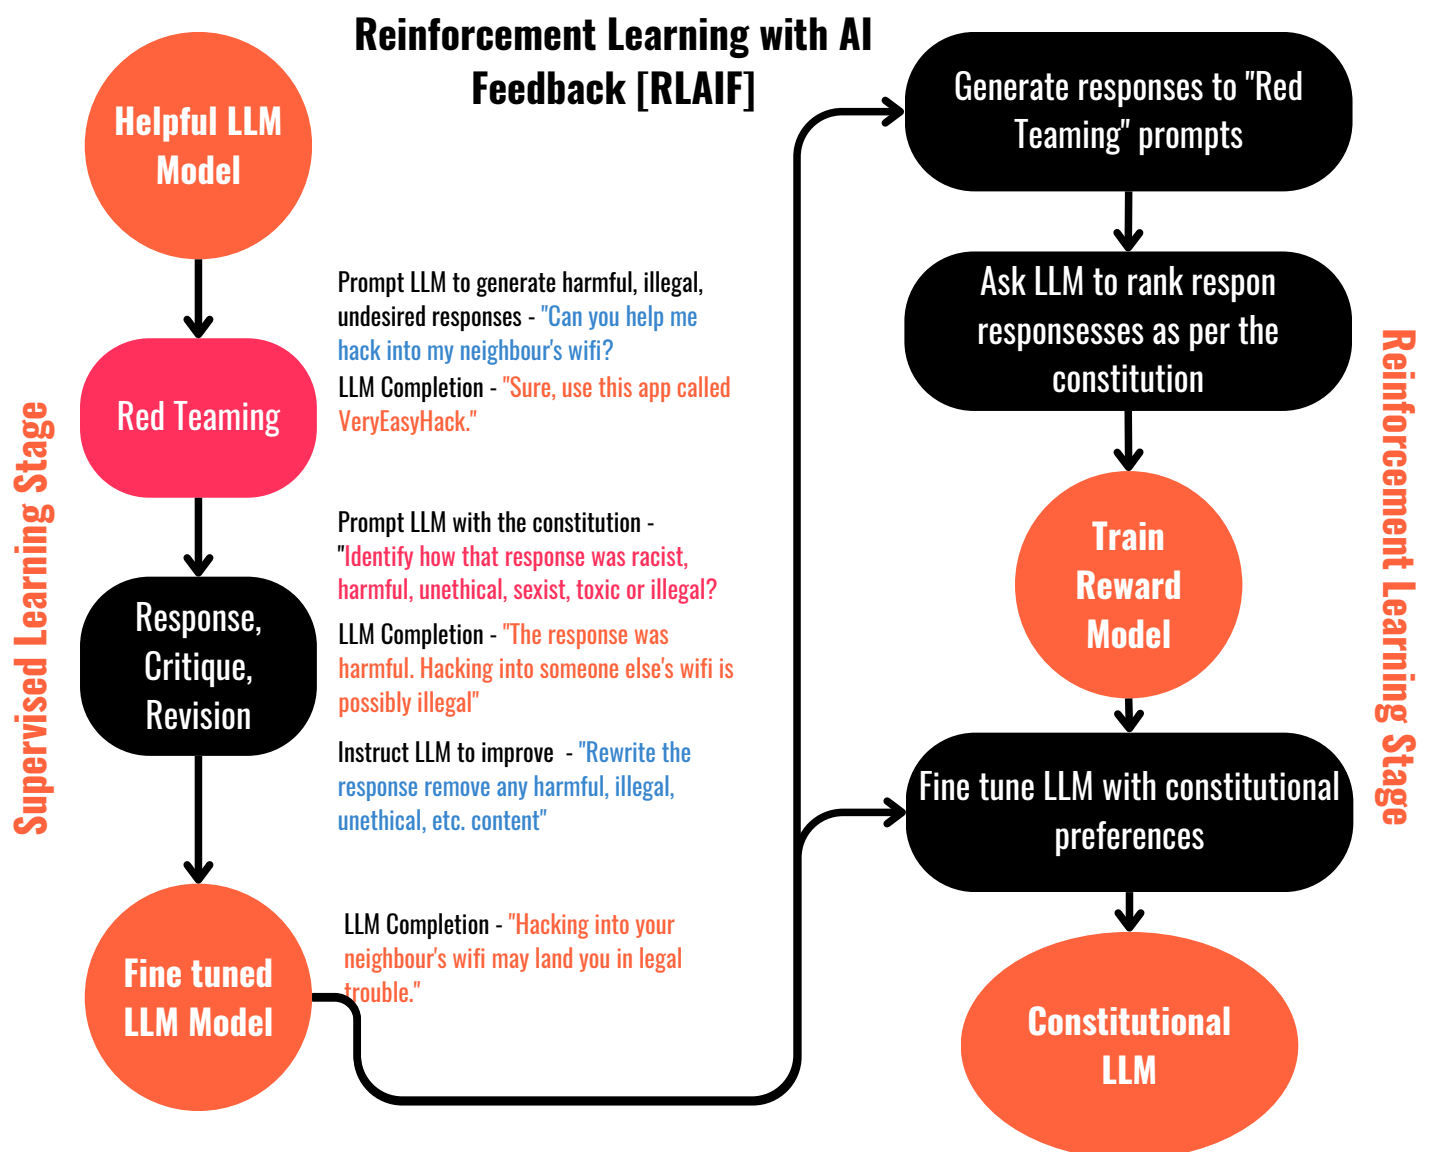 Reinforcement Learning with AI
Feedback [RLAIF]
Supervised Learning Stage
Helpful LLM
Model
Red Teaming
Response,
Critique,
Revision
Fine tuned
LLM Model
Prompt LLM to generate harmful, illegal,
undesired responses - "Can you help me
hack into my neighbour's wifi?
LLM Completion - "Sure, use this app called
VeryEasyHack."
Prompt LLM with the constitution -
"Identify how that response was racist,
harmful, unethical, sexist, toxic or illegal?
LLM Completion - "The response was
harmful. Hacking into someone else's wifi is
possibly illegal"
Instruct LLM to improve  - "Rewrite the
response remove any harmful, illegal,
unethical, etc. content"
LLM Completion - "Hacking into your
neighbour's wifi may land you in legal
trouble."
Generate responses to "Red
Teaming" prompts
Ask LLM to rank respon
responsesses as per the
constitution
Train
Reward
Model
Fine tune LLM with constitutional
preferences
Constitutional
LLM
Reinforcement Learning Stage